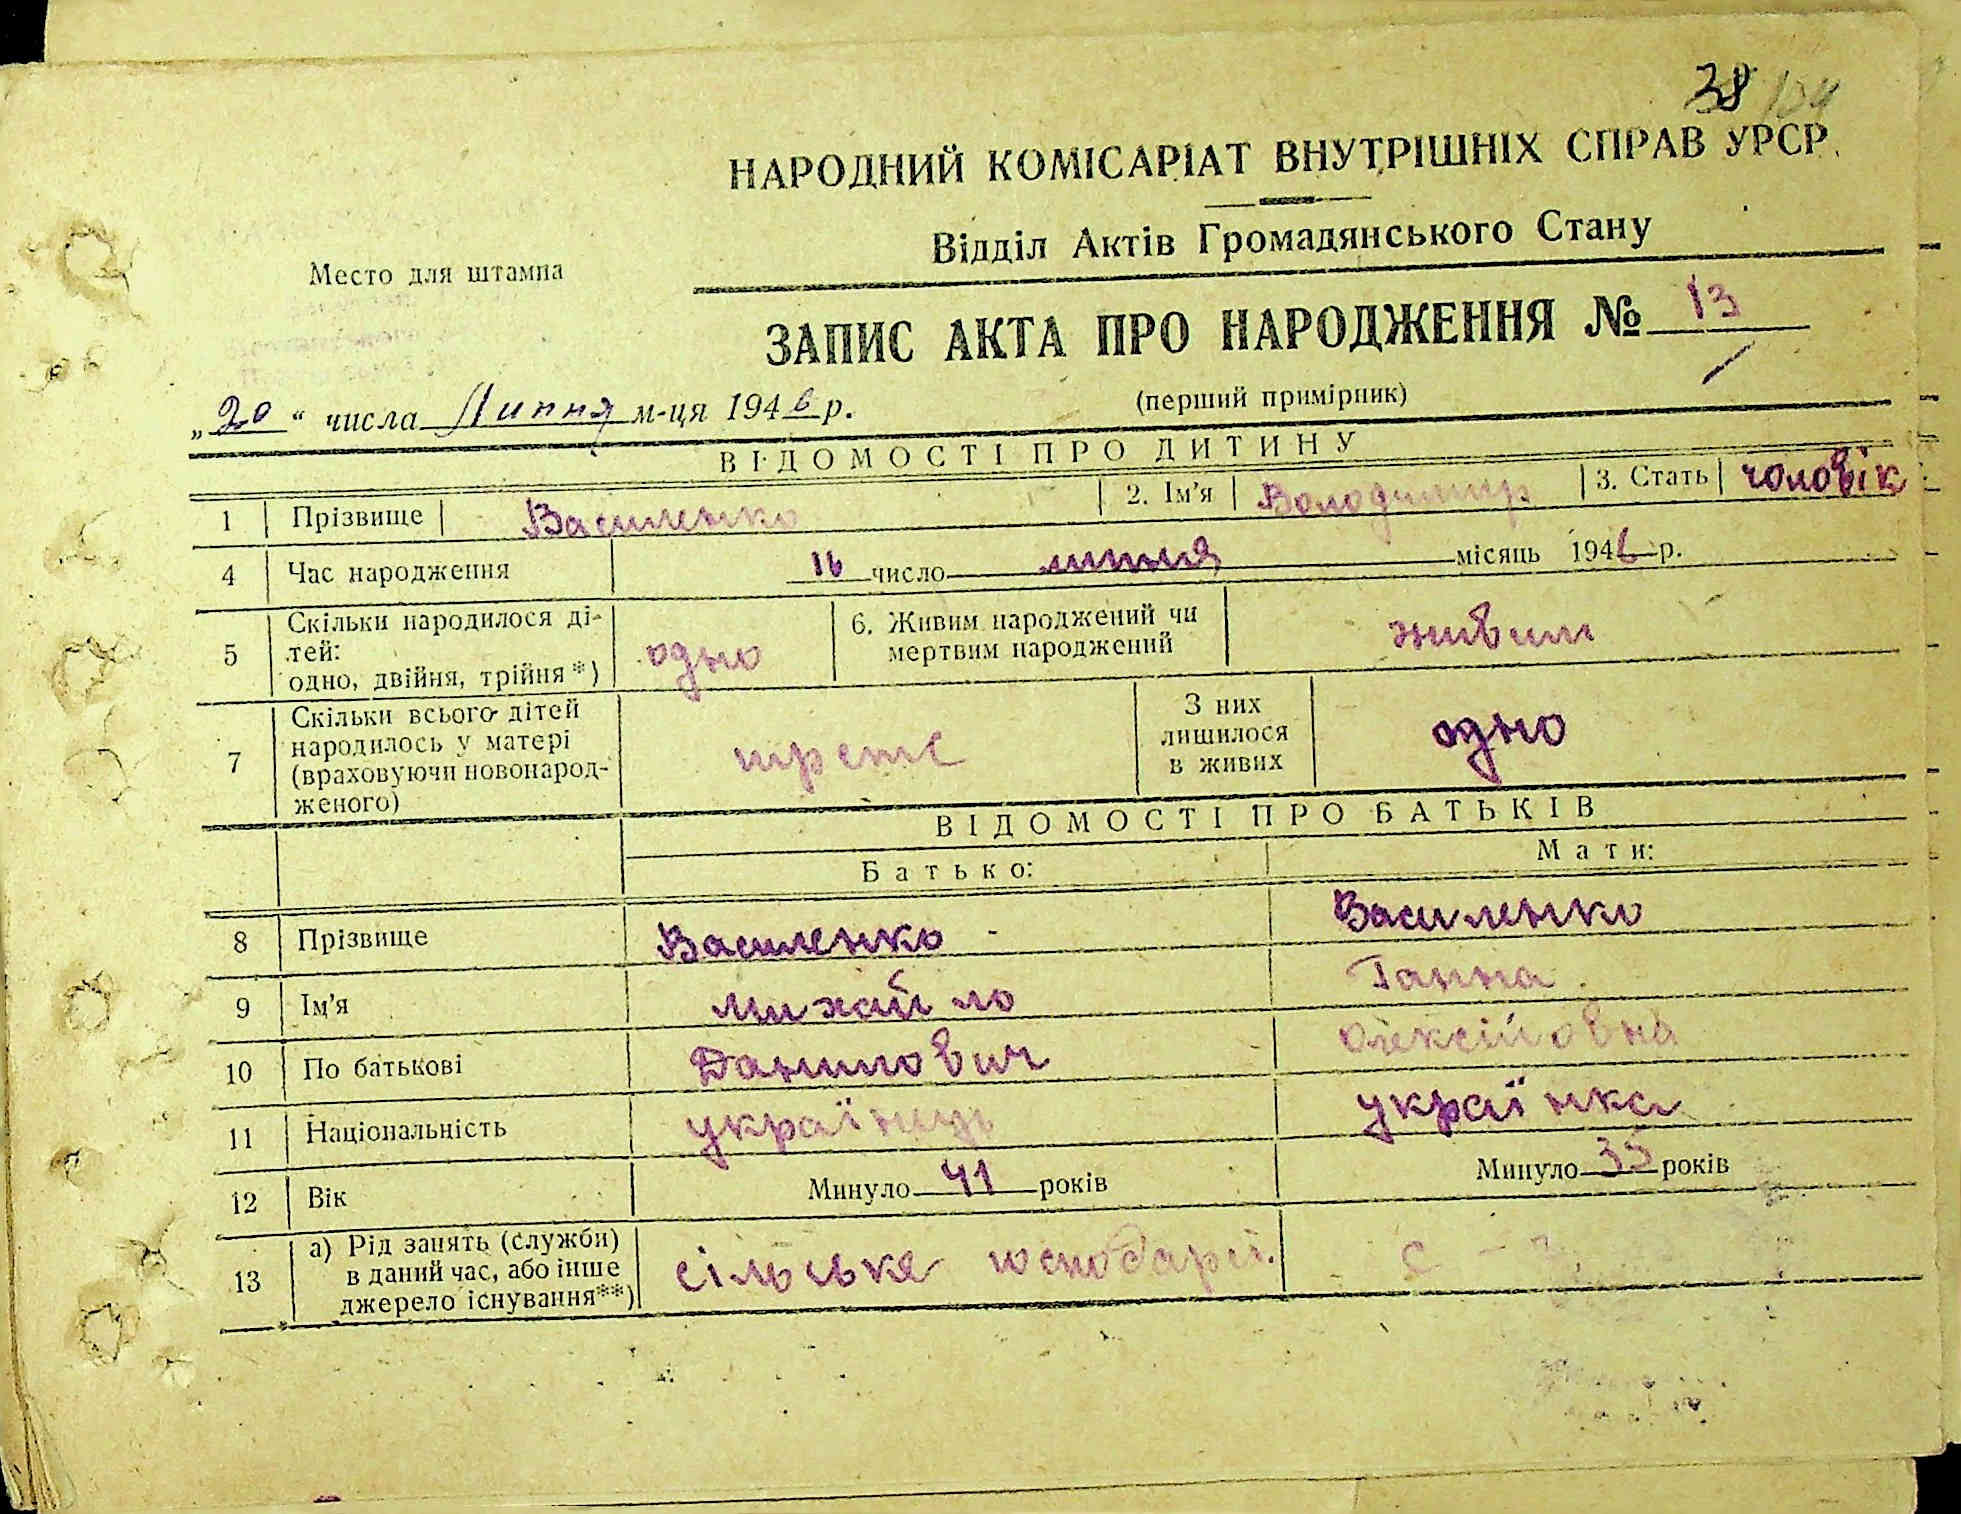 38
НАРОДНИЙ КОМІСАРІАТ ВНУТРІШНІХ СПРАВ УРСР
Відділ Актів Громадянського Стану
Место для штампа
ЗАПИС АКТА ПРО НАРОДЖЕННЯ № 13
(перший примірник)
„20“ числа Липня м-ця 1946 р.
ВІДОМОСТІ ПРО ДИТИНУ
1 Прізвище Василенко 2. Ім'я Володимир 3. Стать чоловік
4 Час народження 16 число липня місяць 1946 р.
5 Скільки народилося ді-
тей:
одно, двійня, трійня*) одно 6. Живим народжений чи
мертвим народжений живим
7 Скільки всього дітей
народилось у матері
(враховуючи новонарод-
женого) третє З них
лишилося
в живих одно
ВІДОМОСТІ ПРО БАТЬКІВ
Батько: Мати:
8 Прізвище Василенко Василенко
9 Ім'я Михайло Ганна
10 По батькові Данилович Олексійовна
11 Національність українець українка
12 Вік Минуло 41 років Минуло 35 років
13 а) Рід занять (служби)
в даний час, або інше
джерело існування**) сільське господарсі.